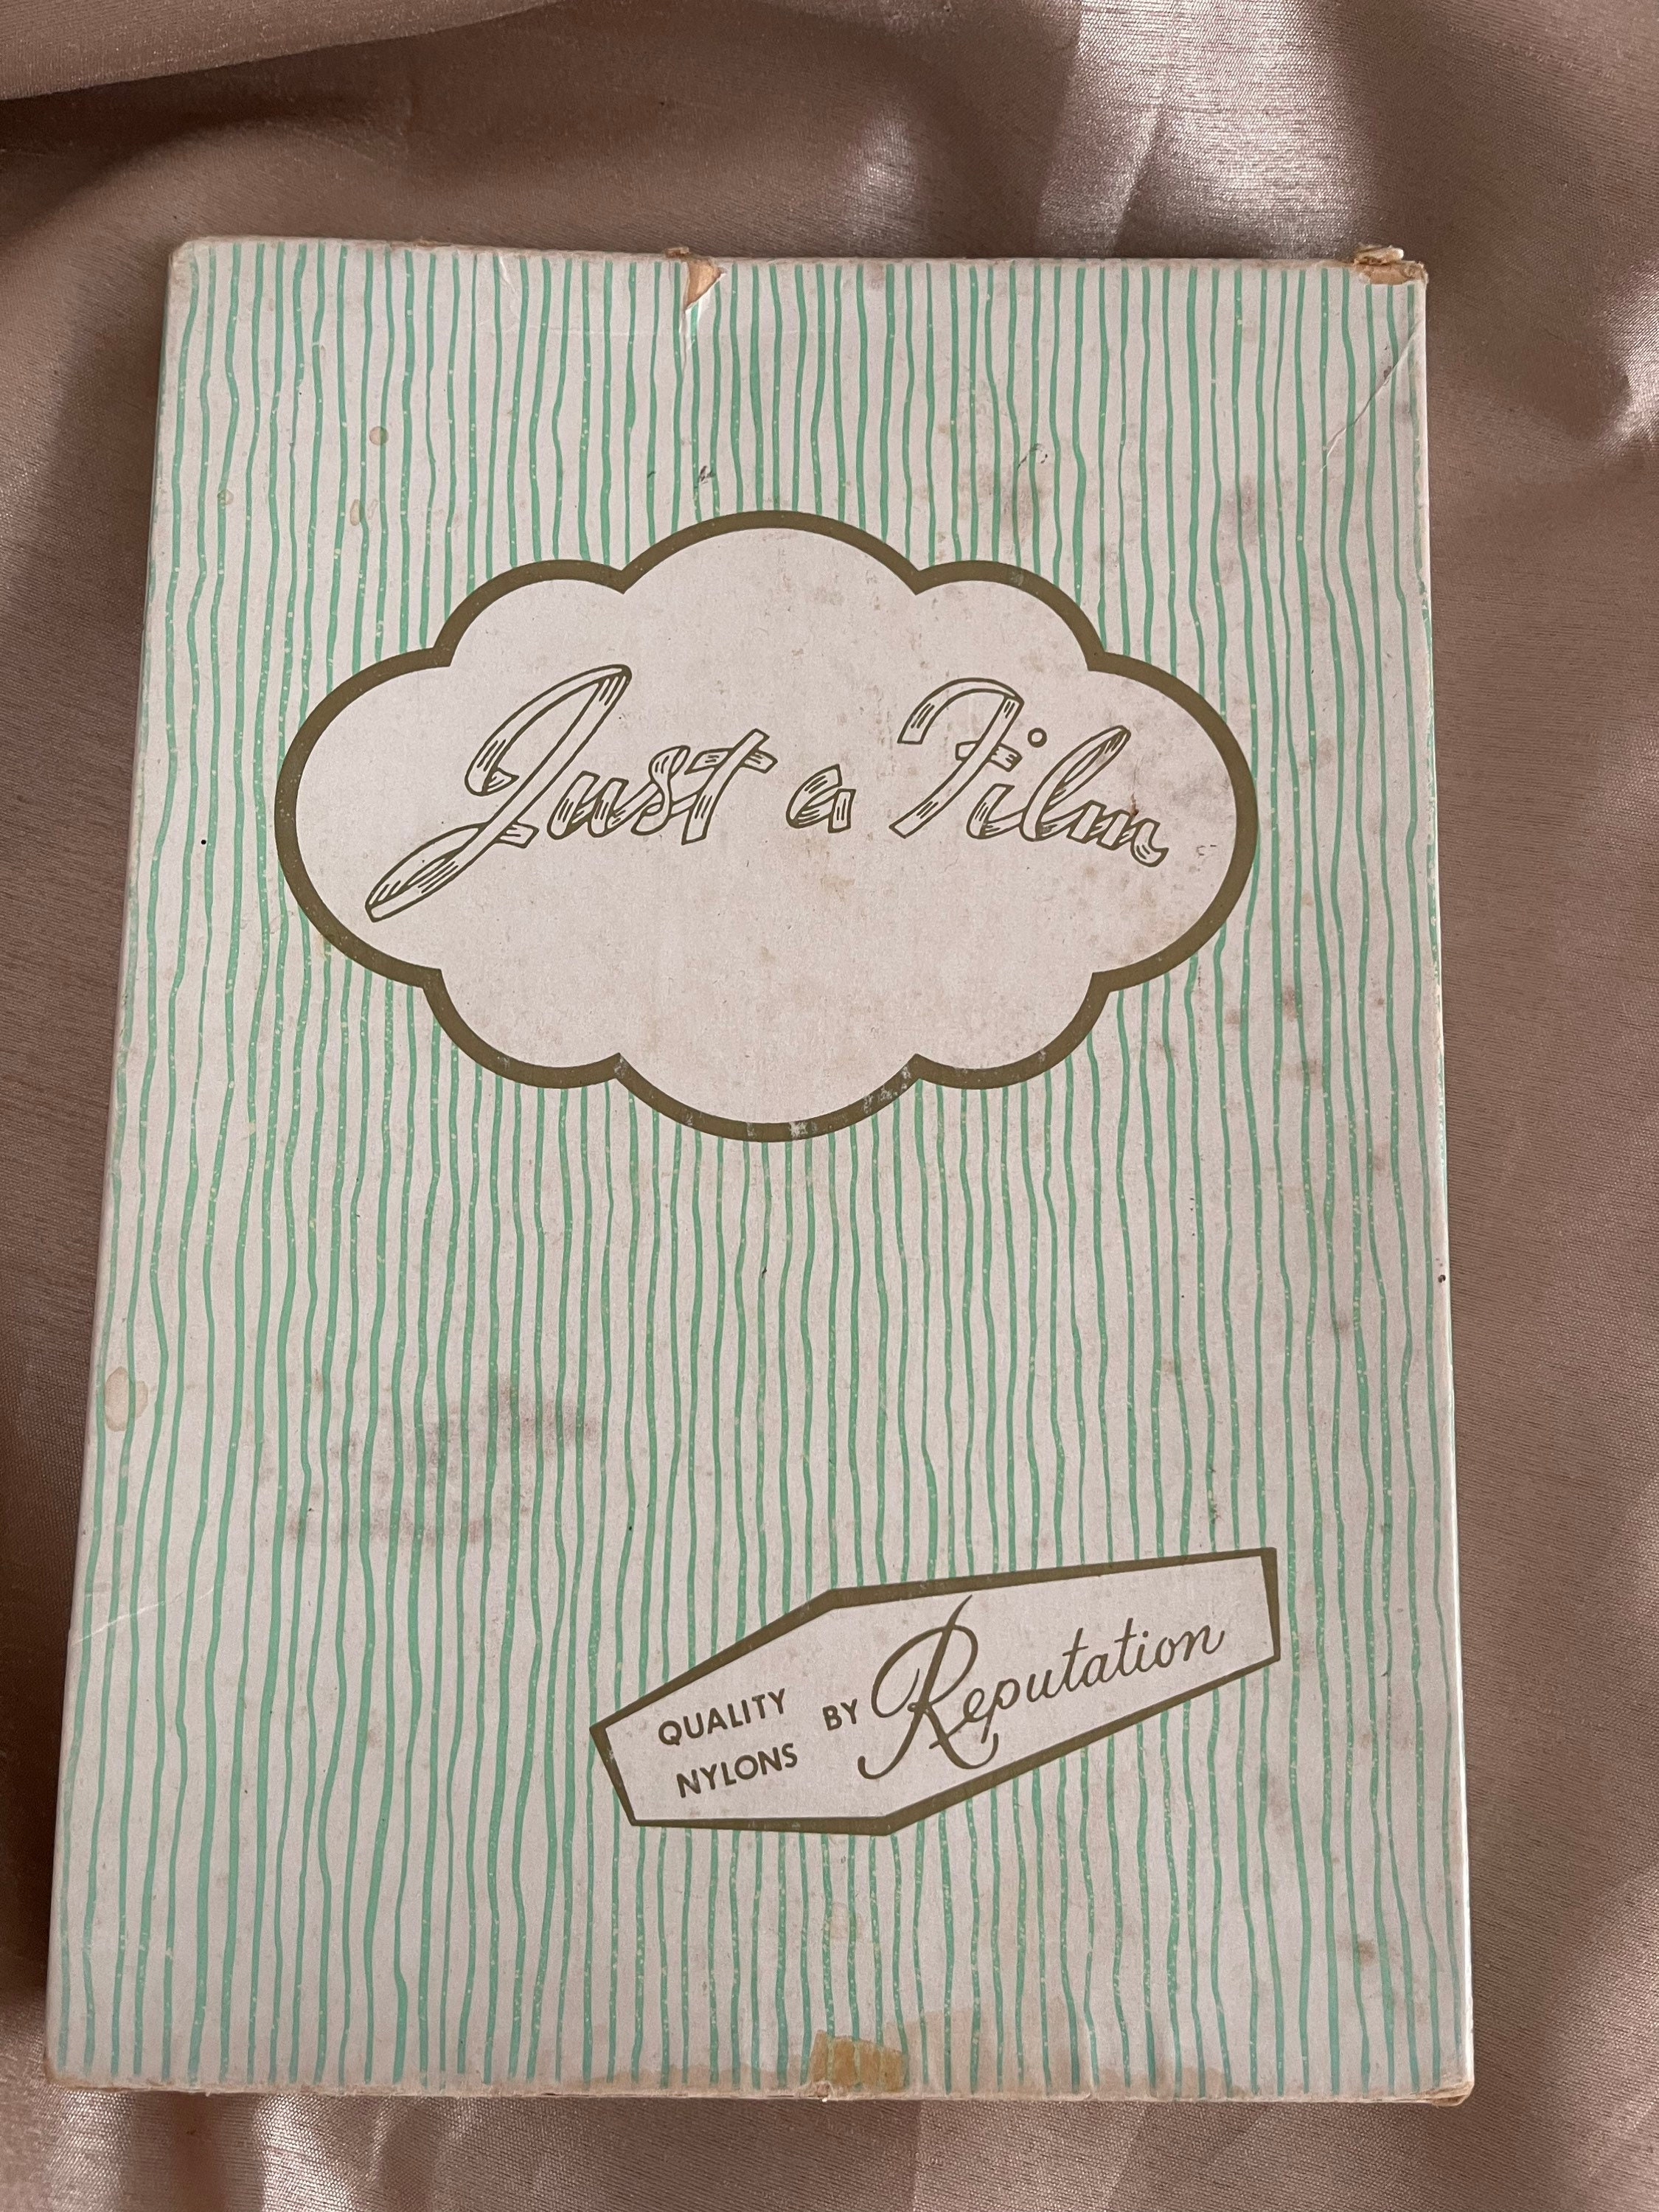 Just a Film
QUALITY
NYLONS
BY Reputation